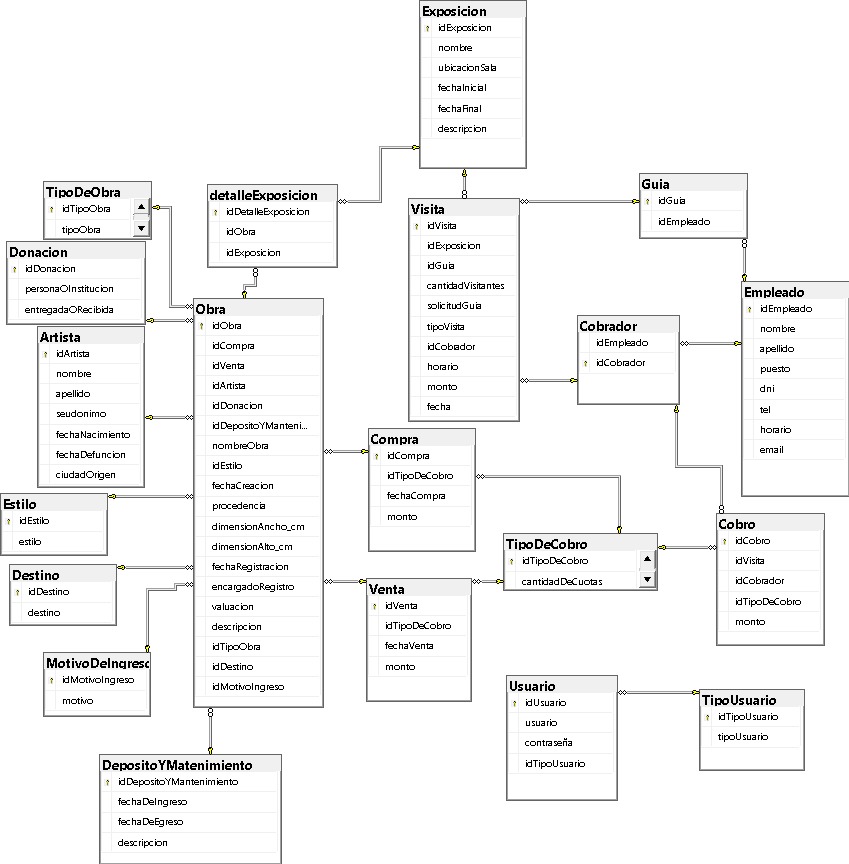 Exposicion
idExposicion
nombre
ubicacionSala
fechaInicial
fechaFinal
descripcion
TipoDeObra
idTipoObra
tipoObra
detalleExposicion
idDetalleExposicion
idObra
idExposicion
Visita
idVisita
idExposicion
idGuia
cantidadVisitantes
solicitudGuia
tipoVisita
idCobrador
horario
monto
fecha
Guia
idGuia
idEmpleado
Donacion
idDonacion
personaOInstitucion
entregadaORecibida
Artista
idArtista
nombre
apellido
seudonimo
fechaNacimiento
fechaDefuncion
ciudadOrigen
Obra
idObra
idCompra
idVenta
idArtista
idDonacion
idDepositoYManteni...
nombreObra
idEstilo
fechaCreacion
procedencia
dimensionAncho_cm
dimensionAlto_cm
fechaRegistracion
encargadoRegistro
valuacion
descripcion
idTipoObra
idDestino
idMotivoIngreso
Cobrador
idEmpleado
idCobrador
Empleado
idEmpleado
nombre
apellido
puesto
dni
tel
horario
email
Compra
idCompra
idTipoDeCobro
fechaCompra
monto
Estilo
idEstilo
estilo
TipoDeCobro
idTipoDeCobro
cantidadDeCuotas
Cobro
idCobro
idVisita
idCobrador
idTipoDeCobro
monto
Destino
idDestino
destino
Venta
idVenta
idTipoDeCobro
fechaVenta
monto
MotivoDeIngreso
idMotivoIngreso
motivo
Usuario
idUsuario
usuario
contraseña
idTipoUsuario
TipoUsuario
idTipoUsuario
tipoUsuario
DepositoYMatenimiento
idDepositoYMantenimiento
fechaDeIngreso
fechaDeEgreso
descripcion